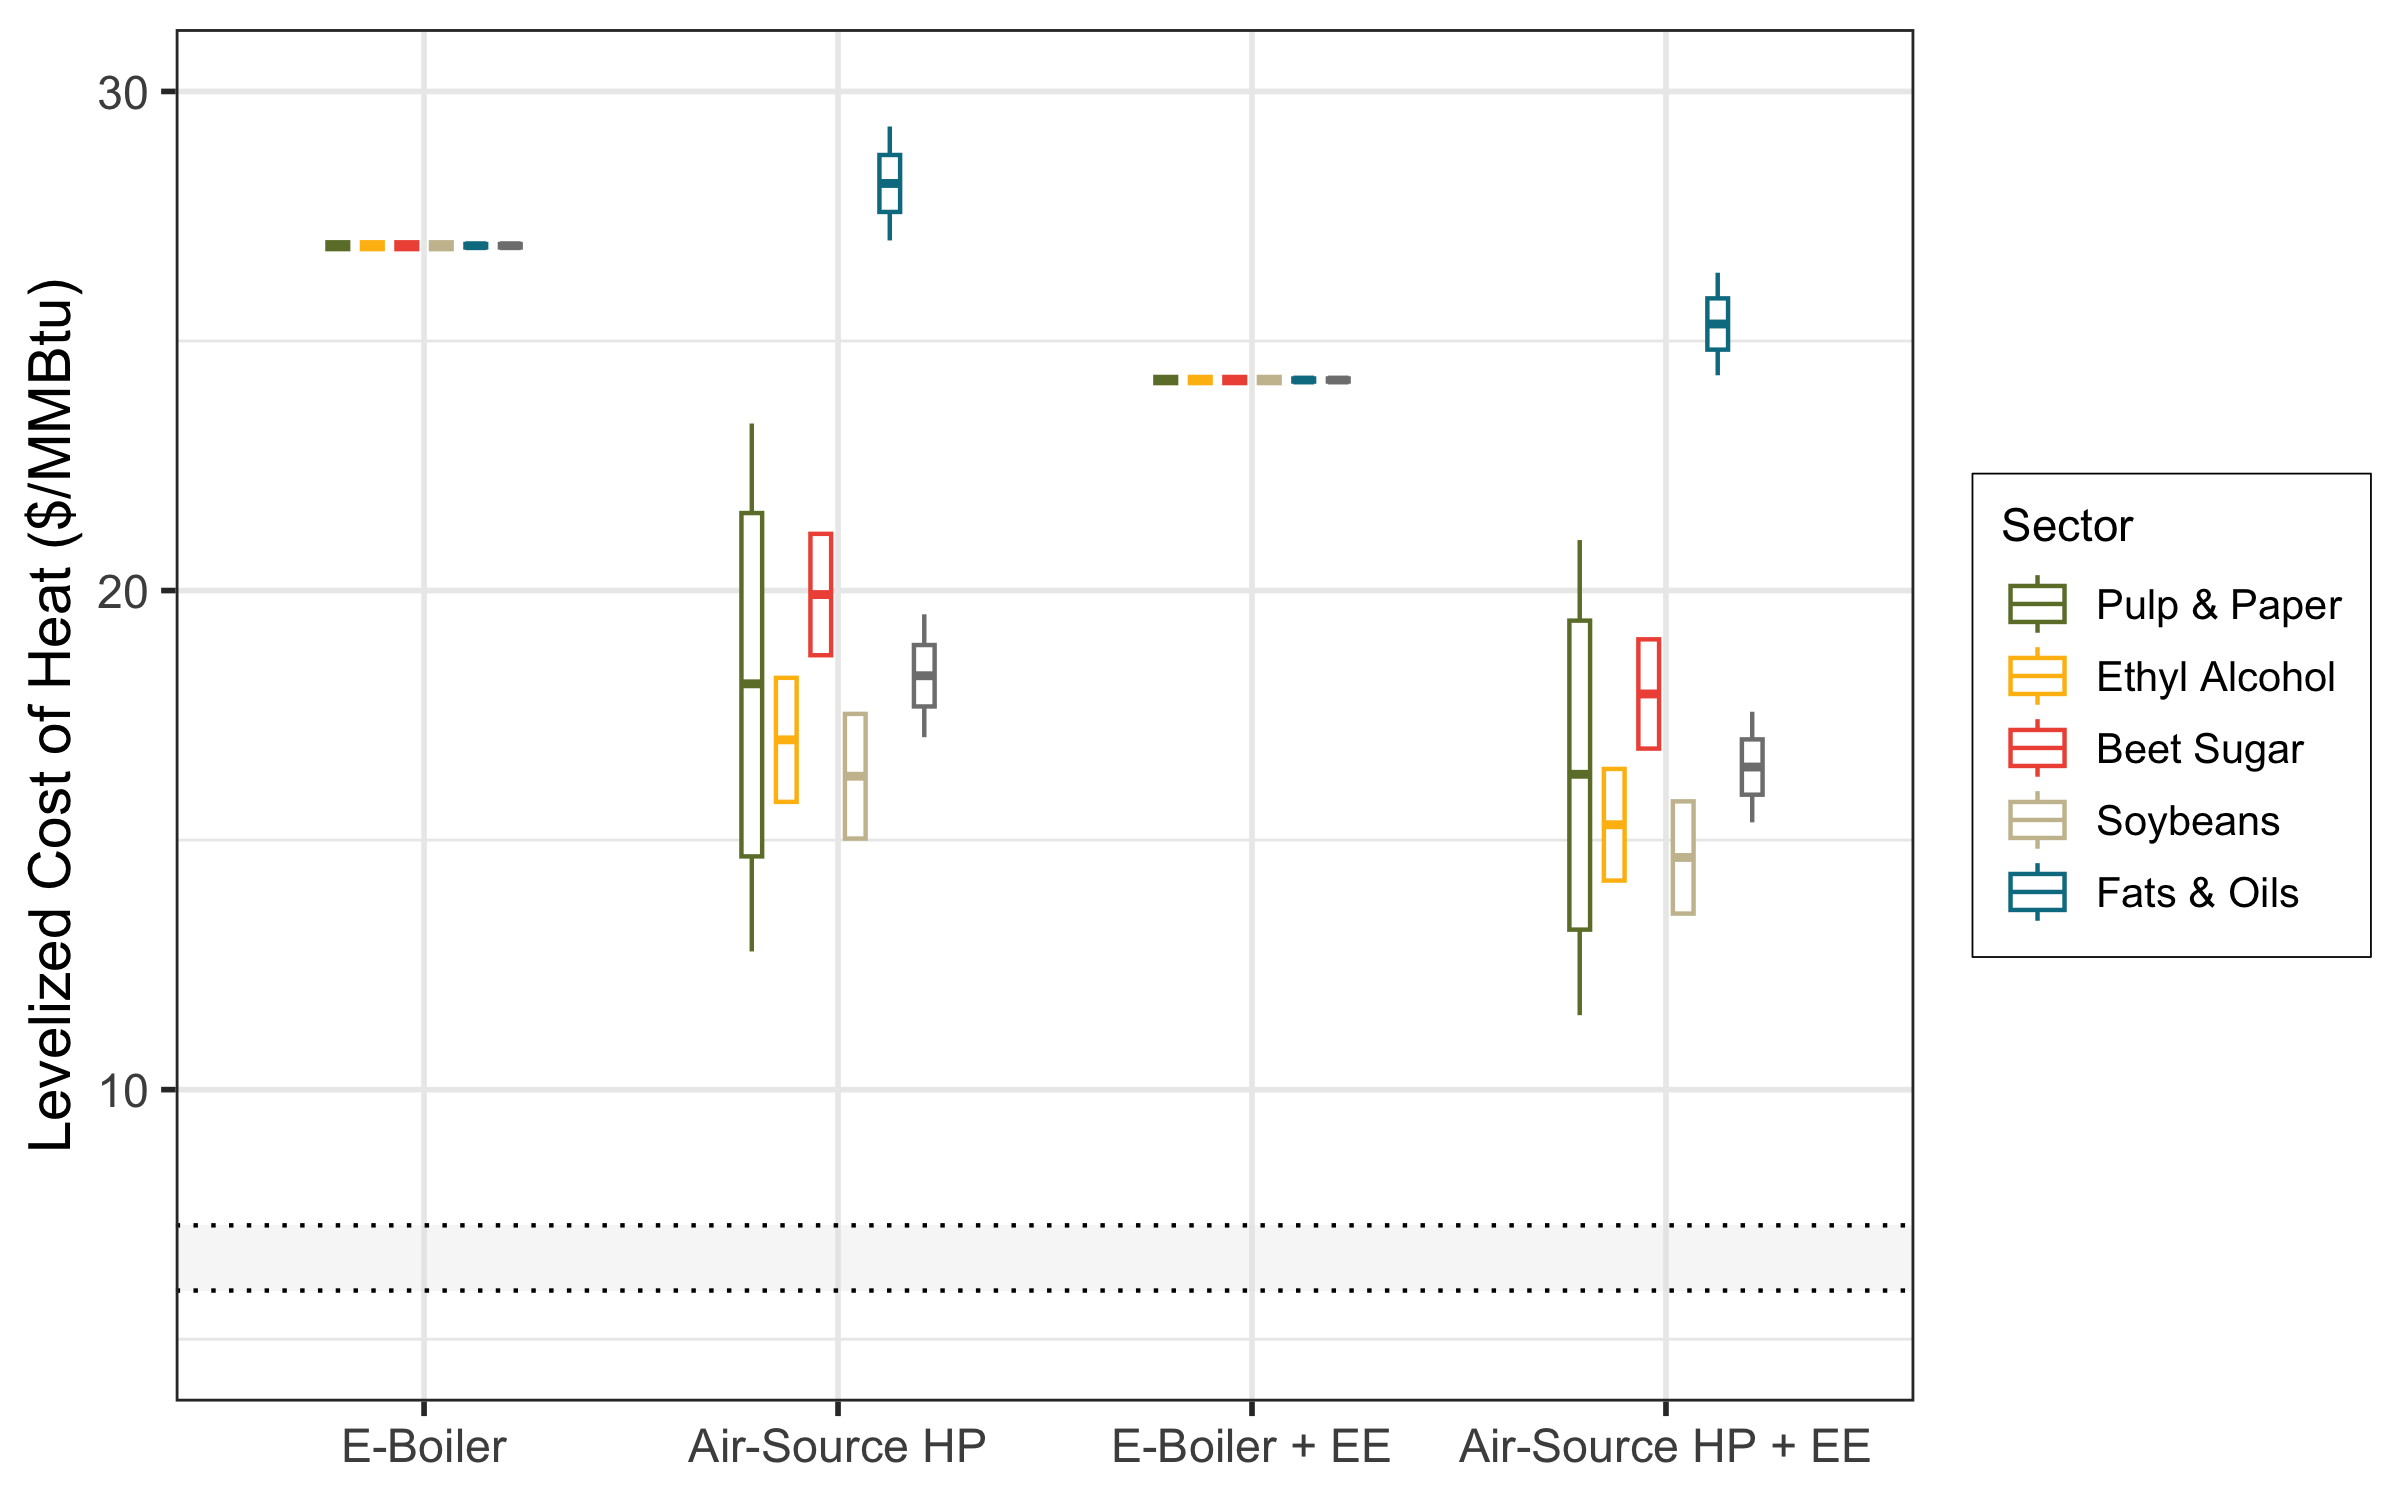 Levelized Cost of Heat ($/MMBtu)
30
20
10
E-Boiler
Air-Source HP
E-Boiler + EE
Air-Source HP + EE
Sector
Pulp & Paper
Ethyl Alcohol
Beet Sugar
Soybeans
Fats & Oils